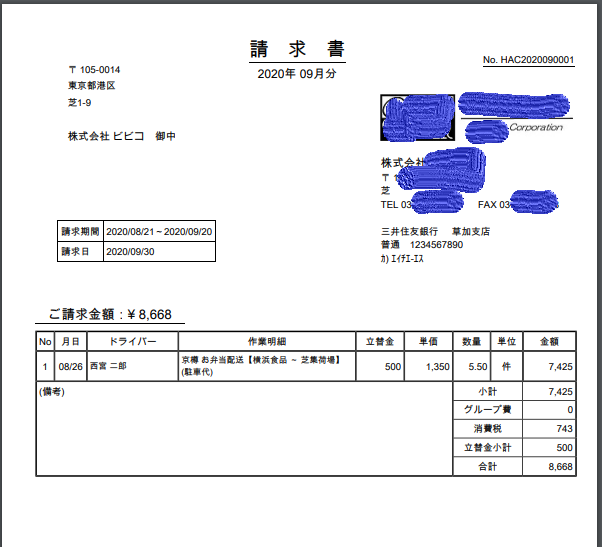 請 求 書
2020年 09月分
No. HAC2020090001
〒 105-0014
東京都港区
芝1-9
株式会社 ビビコ 御中
Corporation
株式会社
〒
芝
TEL 03
FAX 03
三井住友銀行 草加支店
普通 1234567890
カ) エイチエーエス
請求期間 2020/08/21～2020/09/20
請求日 2020/09/30
ご請求金額：¥ 8,668
No 月日 ドライバー 作業明細 立替金 単価 数量 単位 金額
1 08/26 西宮 二郎 京樽 お弁当配送【横浜食品 ～ 芝集荷場】 500 1,350 5.50 件 7,425
(駐車代)
(備考)
小計 7,425
グループ費 0
消費税 743
立替金小計 500
合計 8,668